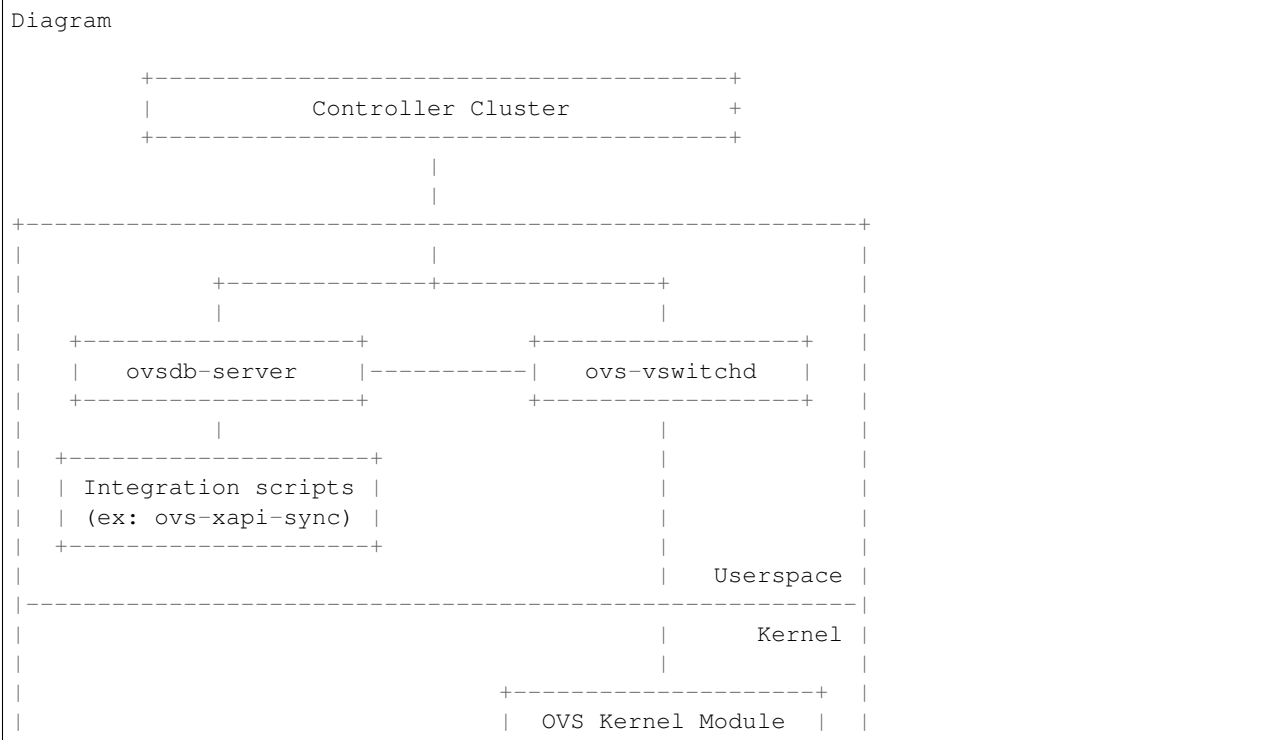 Diagram
Controller Cluster
ovsdb-server
ovs-vswitchd
Integration scripts
(ex: ovs-xapi-sync)
Userspace
Kernel
OVS Kernel Module